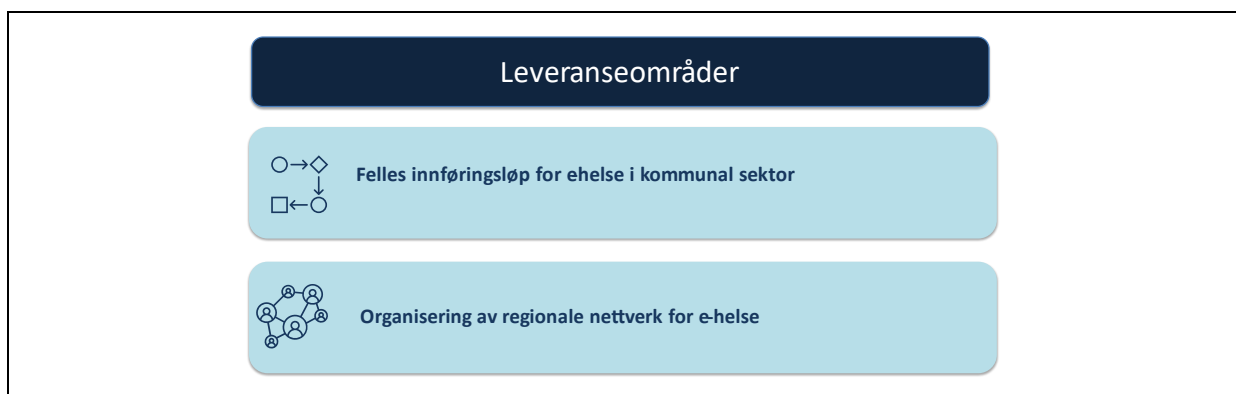 Leveranseområder
Felles innføringsløp for ehelse i kommunal sektor
Organisering av regionale nettverk for e-helse